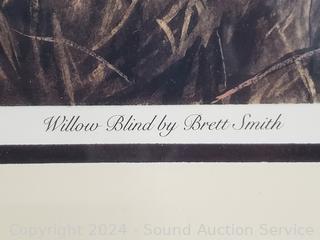 Willow Blind by Brett Smith
Copyright 2024 - Sound Auction Service